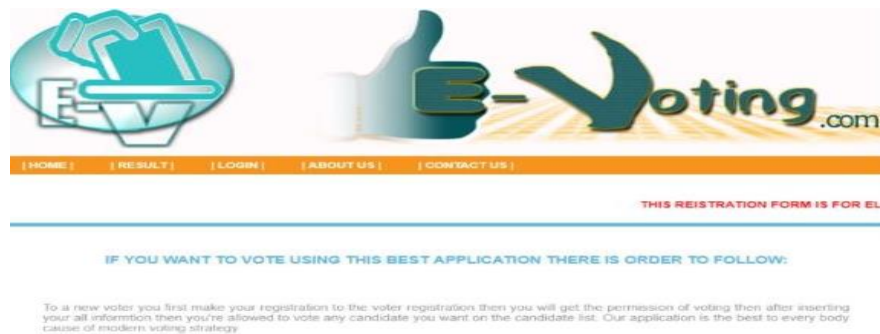 E-V
E-Voting.com
| HOME | | RESULT | | LOGIN | | ABOUT US | | CONTACT US |
THIS REISTRATION FORM IS FOR EL
IF YOU WANT TO VOTE USING THIS BEST APPLICATION THERE IS ORDER TO FOLLOW:
To a new voter you first make your registration to the voter registration then you will get the permission of voting then after inserting
your all informtion then you're allowed to vote any candidate you want on the candidate list. Our application is the best to every body
cause of modern voting strategy